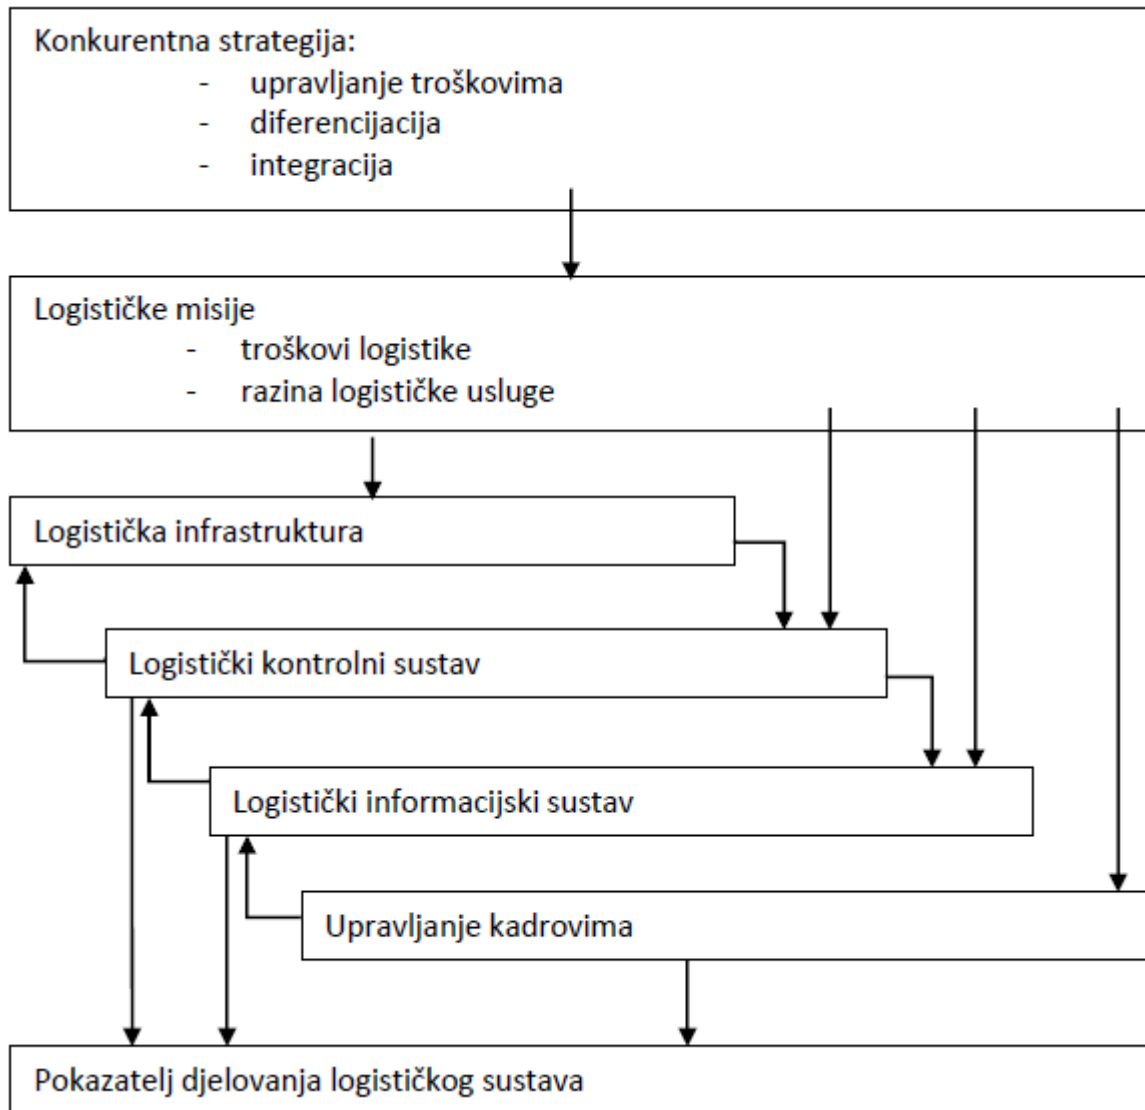 Konkurentna strategija:
- upravljanje troškovima
- diferencijacija
- integracija
Logističke misije
- troškovi logistike
- razina logističke usluge
Logistička infrastruktura
Logistički kontrolni sustav
Logistički informacijski sustav
Upravljanje kadrovima
Pokazatelj djelovanja logističkog sustava